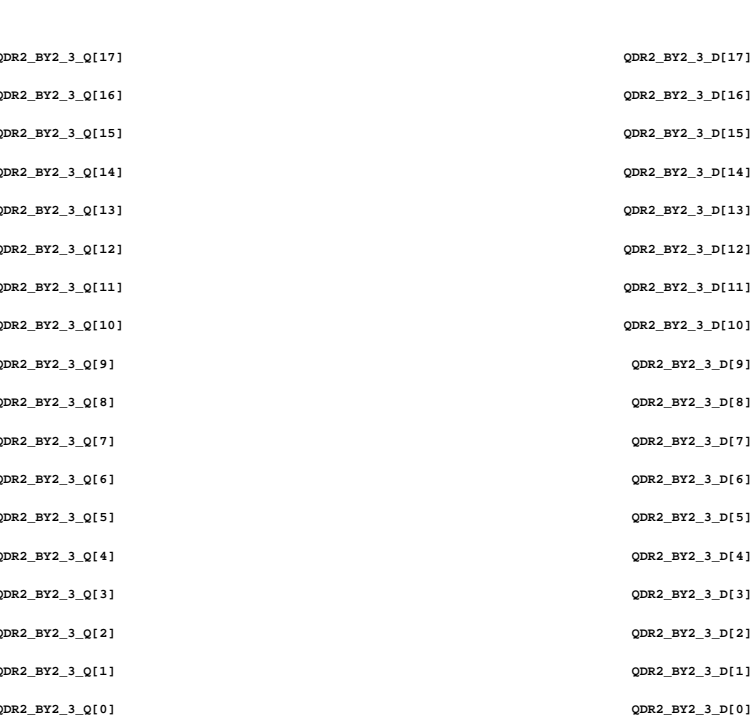 QDR2_BY2_3_Q[17] QDR2_BY2_3_D[17]
QDR2_BY2_3_Q[16] QDR2_BY2_3_D[16]
QDR2_BY2_3_Q[15] QDR2_BY2_3_D[15]
QDR2_BY2_3_Q[14] QDR2_BY2_3_D[14]
QDR2_BY2_3_Q[13] QDR2_BY2_3_D[13]
QDR2_BY2_3_Q[12] QDR2_BY2_3_D[12]
QDR2_BY2_3_Q[11] QDR2_BY2_3_D[11]
QDR2_BY2_3_Q[10] QDR2_BY2_3_D[10]
QDR2_BY2_3_Q[9] QDR2_BY2_3_D[9]
QDR2_BY2_3_Q[8] QDR2_BY2_3_D[8]
QDR2_BY2_3_Q[7] QDR2_BY2_3_D[7]
QDR2_BY2_3_Q[6] QDR2_BY2_3_D[6]
QDR2_BY2_3_Q[5] QDR2_BY2_3_D[5]
QDR2_BY2_3_Q[4] QDR2_BY2_3_D[4]
QDR2_BY2_3_Q[3] QDR2_BY2_3_D[3]
QDR2_BY2_3_Q[2] QDR2_BY2_3_D[2]
QDR2_BY2_3_Q[1] QDR2_BY2_3_D[1]
QDR2_BY2_3_Q[0] QDR2_BY2_3_D[0]